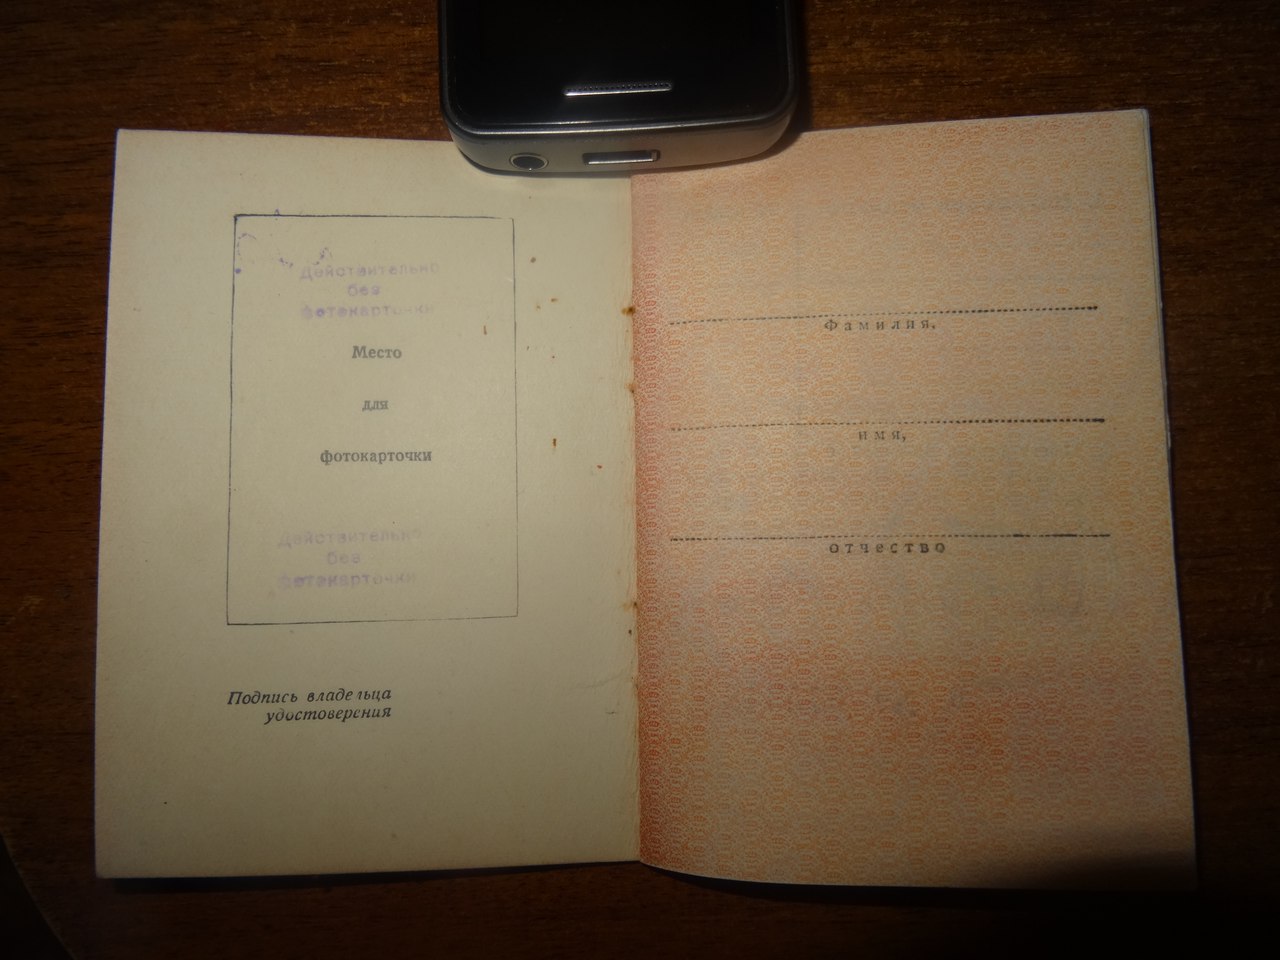 Действительно
без
фотокарточки
Место
для
фотокарточки
Действительно
без
фотокарточки
Подпись владельца
удостоверения
Фамилия,
имя,
отчество